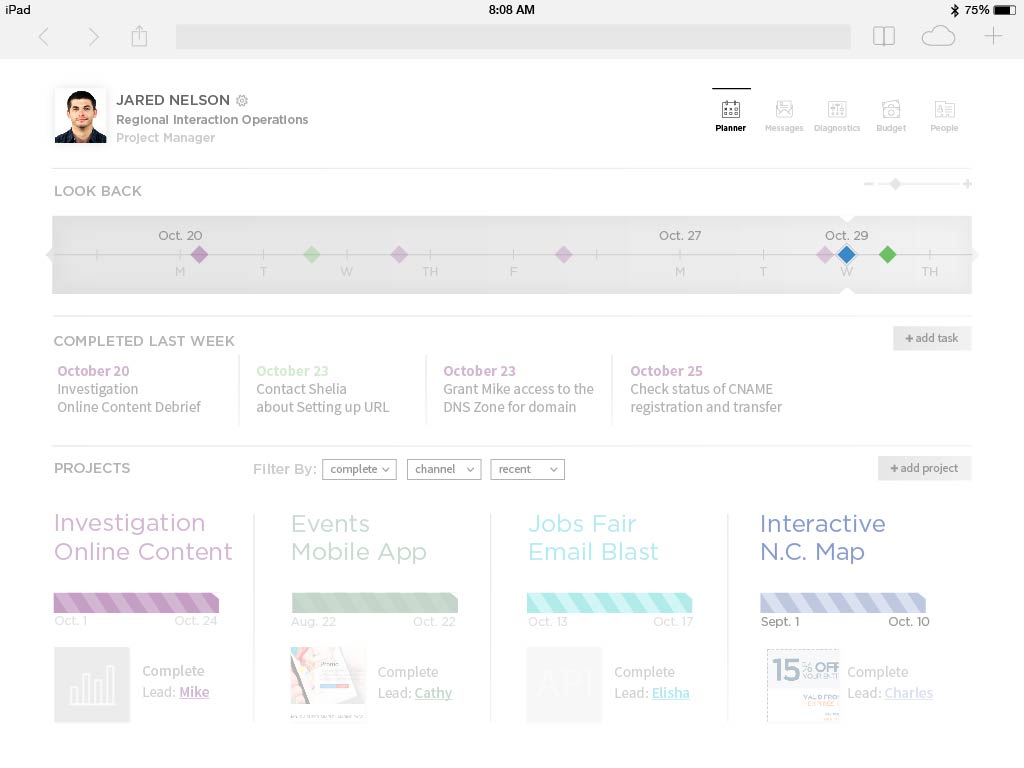 iPad 8:08 AM 75%
JARED NELSON
Regional Interaction Operations
Project Manager
Planner Messages Diagnostics Budget People
LOOK BACK
Oct. 20 Oct. 27 Oct. 29
M T W TH F M T W TH
COMPLETED LAST WEEK
+ add task
October 20
Investigation
Online Content Debrief
October 23
Contact Shelia
about Setting up URL
October 23
Grant Mike access to the
DNS Zone for domain
October 25
Check status of CNAME
registration and transfer
PROJECTS Filter By: complete channel recent + add project
Investigation
Online Content
Oct. 1 Oct. 24
Complete
Lead: Mike
Events
Mobile App
Aug. 22 Oct. 22
Promo
Complete
Lead: Cathy
Jobs Fair
Email Blast
Oct. 13 Oct. 17
API
Complete
Lead: Elisha
Interactive
N.C. Map
Sept. 1 Oct. 10
15% OFF
YOUR ENTI
VALID FRO
Complete
Lead: Charles